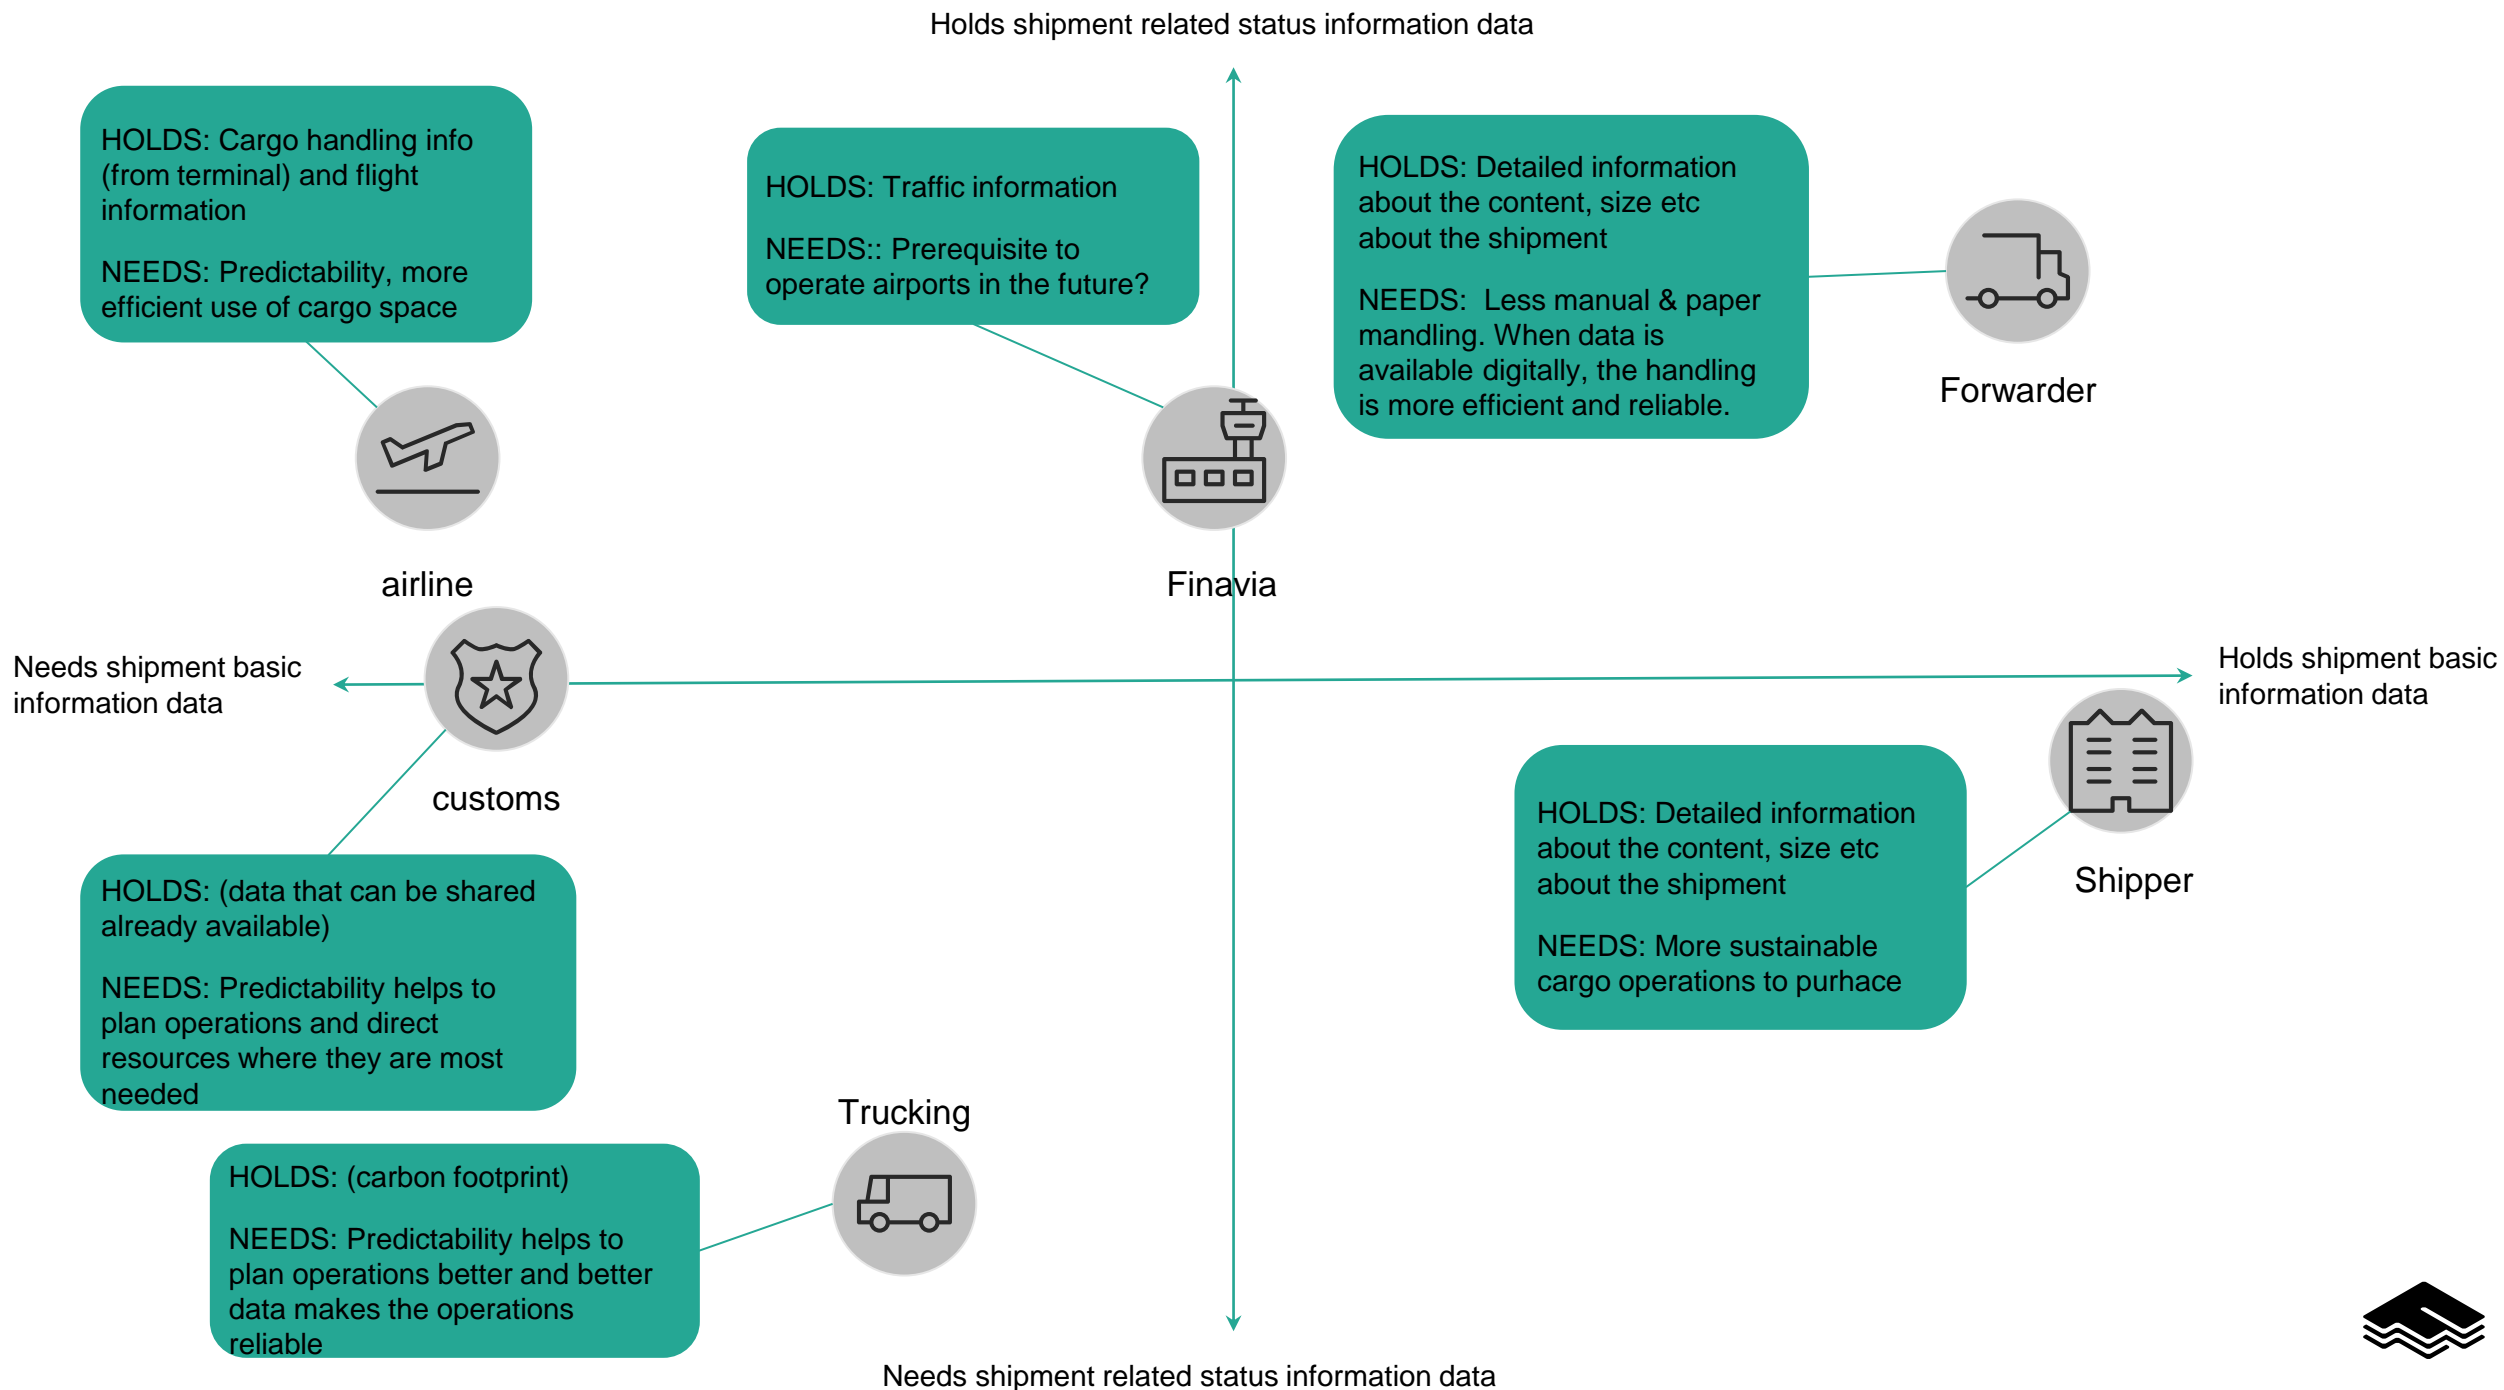 Holds shipment related status information data
HOLDS: Cargo handling info
(from terminal) and flight
information
NEEDS: Predictability, more
efficient use of cargo space
airline
HOLDS: Traffic information
NEEDS:: Prerequisite to
operate airports in the future?
Finavia
HOLDS: Detailed information
about the content, size etc
about the shipment
NEEDS:  Less manual & paper
mandling. When data is
available digitally, the handling
is more efficient and reliable.
Forwarder
Needs shipment basic
information data
Holds shipment basic
information data
customs
HOLDS: (data that can be shared
already available)
NEEDS: Predictability helps to
plan operations and direct
resources where they are most
needed
HOLDS: Detailed information
about the content, size etc
about the shipment
NEEDS: More sustainable
cargo operations to purhace
Shipper
Trucking
HOLDS: (carbon footprint)
NEEDS: Predictability helps to
plan operations better and better
data makes the operations
reliable
Needs shipment related status information data